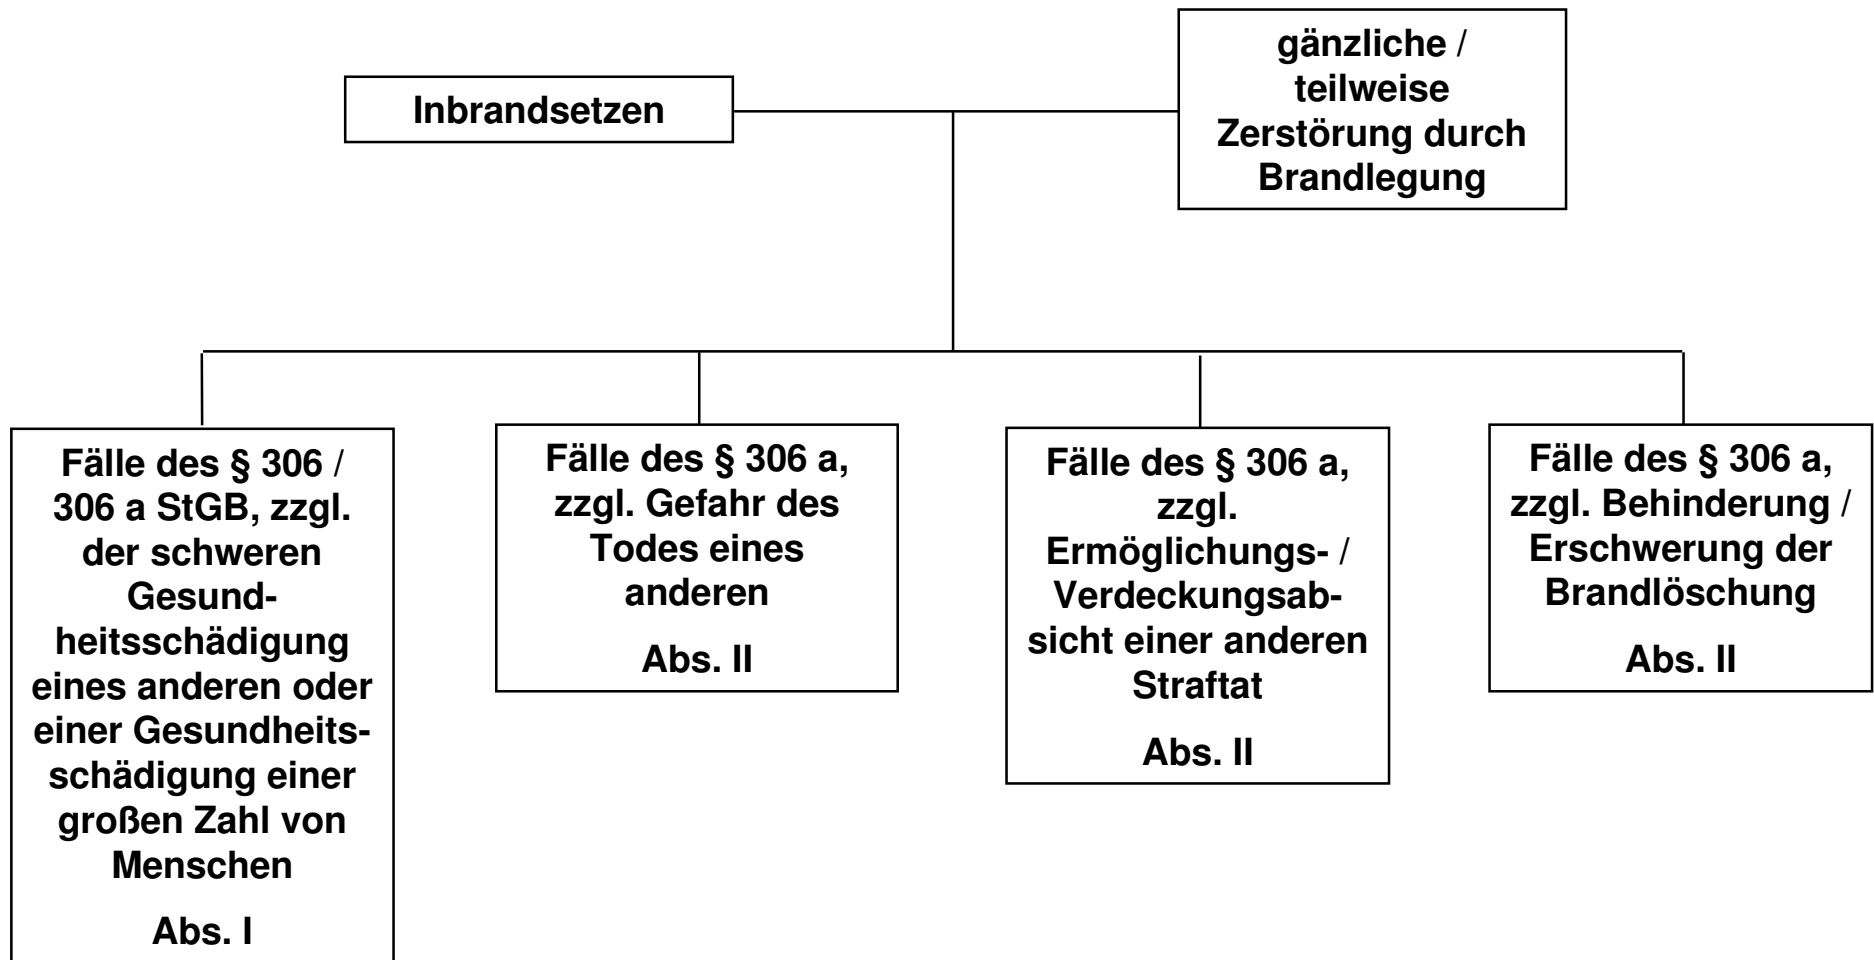 Inbrandsetzen
gänzliche /
teilweise
Zerstörung durch
Brandlegung
Fälle des § 306 /
306 a StGB, zzgl.
der schweren
Gesund-
heitsschädigung
eines anderen oder
einer Gesundheits-
schädigung einer
großen Zahl von
Menschen
Abs. I
Fälle des § 306 a,
zzgl. Gefahr des
Todes eines
anderen
Abs. II
Fälle des § 306 a,
zzgl.
Ermöglichungs- /
Verdeckungsab-
sicht einer anderen
Straftat
Abs. II
Fälle des § 306 a,
zzgl. Behinderung /
Erschwerung der
Brandlöschung
Abs. II